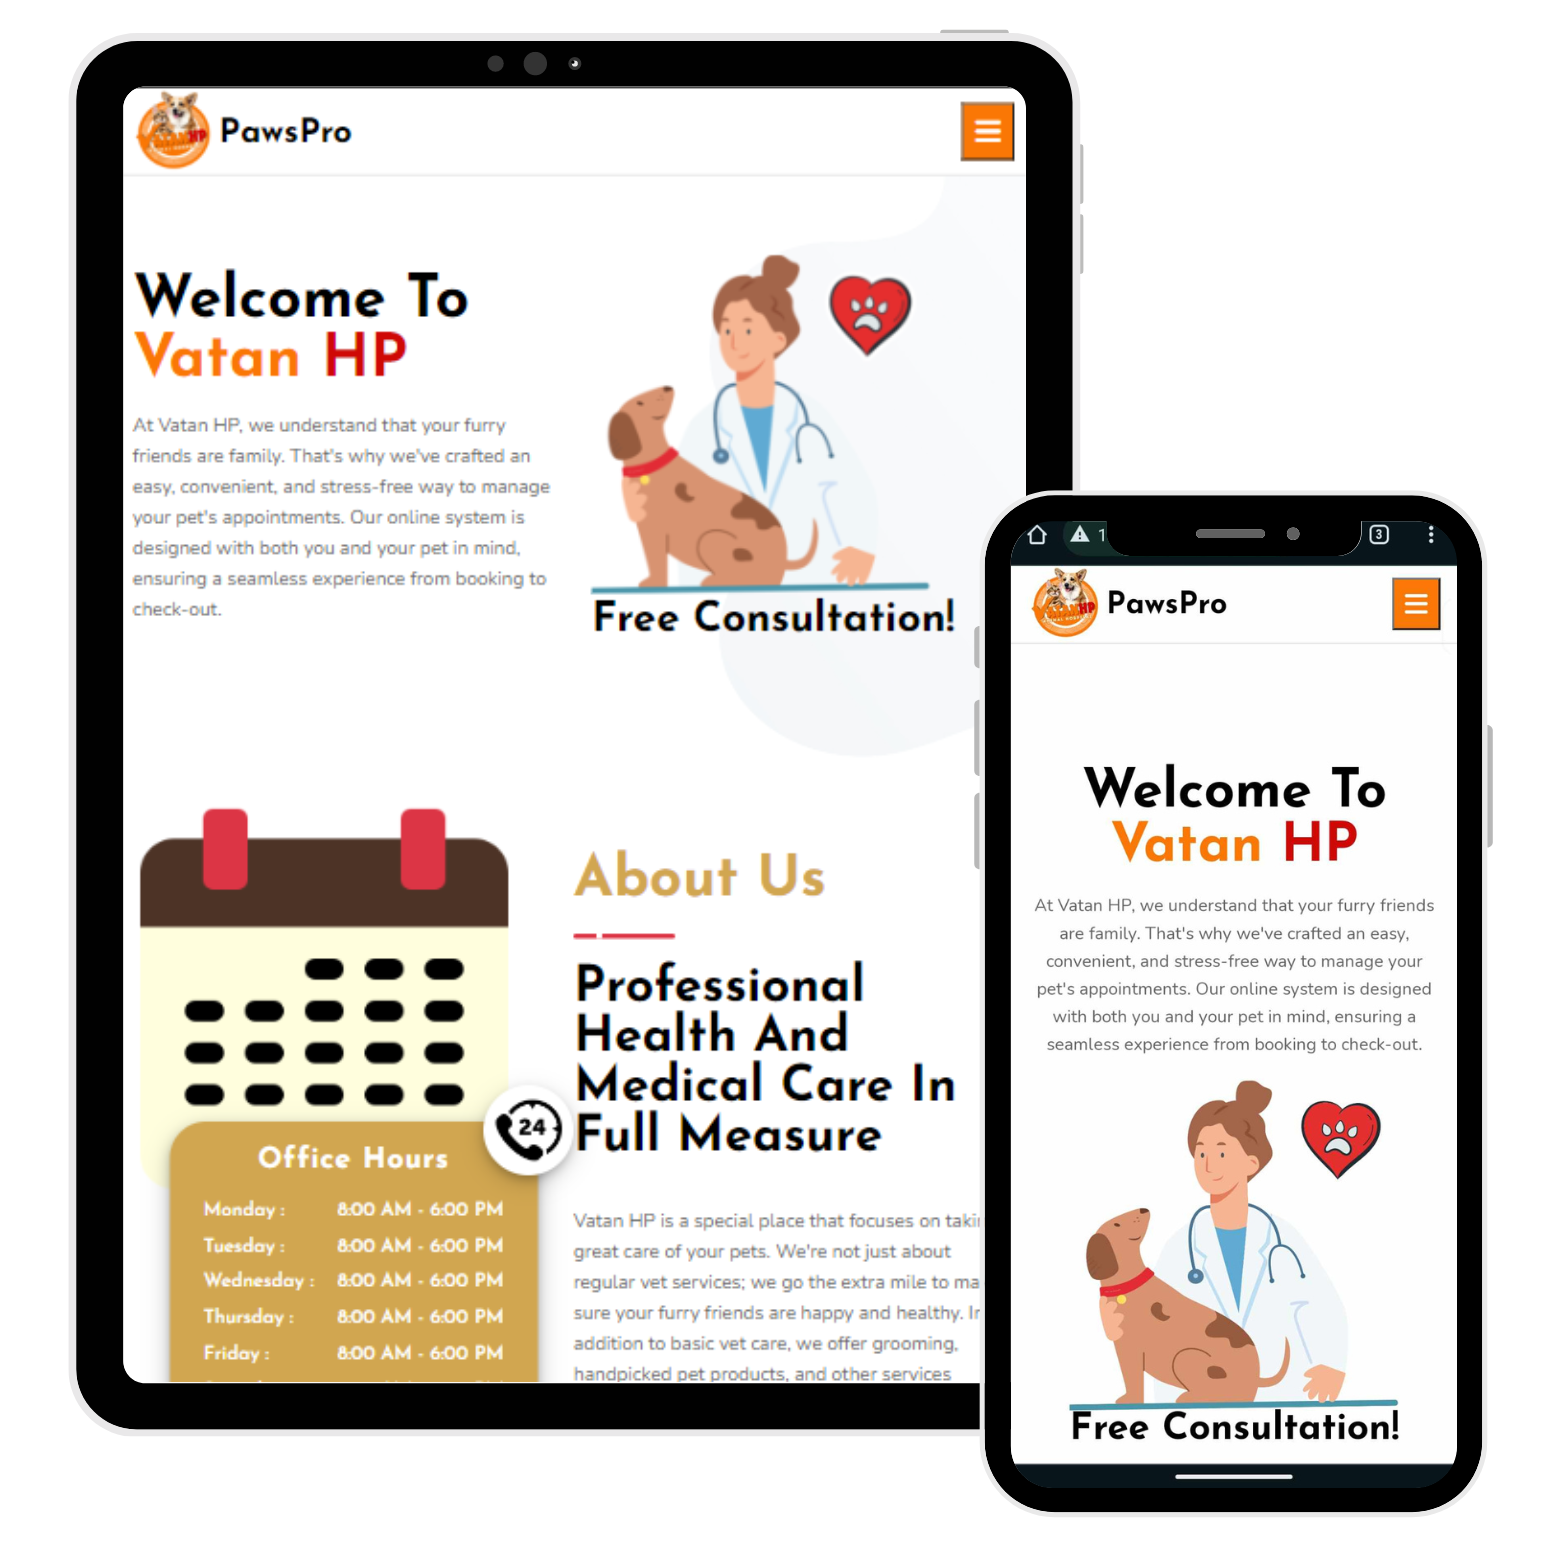 PawsPro
Welcome To
Vatan HP
At Vatan HP, we understand that your furry
friends are family. That's why we've crafted an
easy, convenient, and stress-free way to manage
your pet's appointments. Our online system is
designed with both you and your pet in mind,
ensuring a seamless experience from booking to
check-out.
Free Consultation!
About Us
Professional
Health And
Medical Care In
Full Measure
24
Office Hours
Monday : 8:00 AM - 6:00 PM
Tuesday : 8:00 AM - 6:00 PM
Wednesday : 8:00 AM - 6:00 PM
Thursday : 8:00 AM - 6:00 PM
Friday : 8:00 AM - 6:00 PM
Vatan HP is a special place that focuses on
great care of your pets. We're not just about
regular vet services; we go the extra mile to
sure your furry friends are happy and healthy.
addition to basic vet care, we offer grooming,
handpicked pet products, and other services
1
3
VATAN HP
PawsPro
Welcome To
Vatan HP
At Vatan HP, we understand that your furry friends
are family. That's why we've crafted an easy,
convenient, and stress-free way to manage your
pet's appointments. Our online system is designed
with both you and your pet in mind, ensuring a
seamless experience from booking to check-out.
Free Consultation!